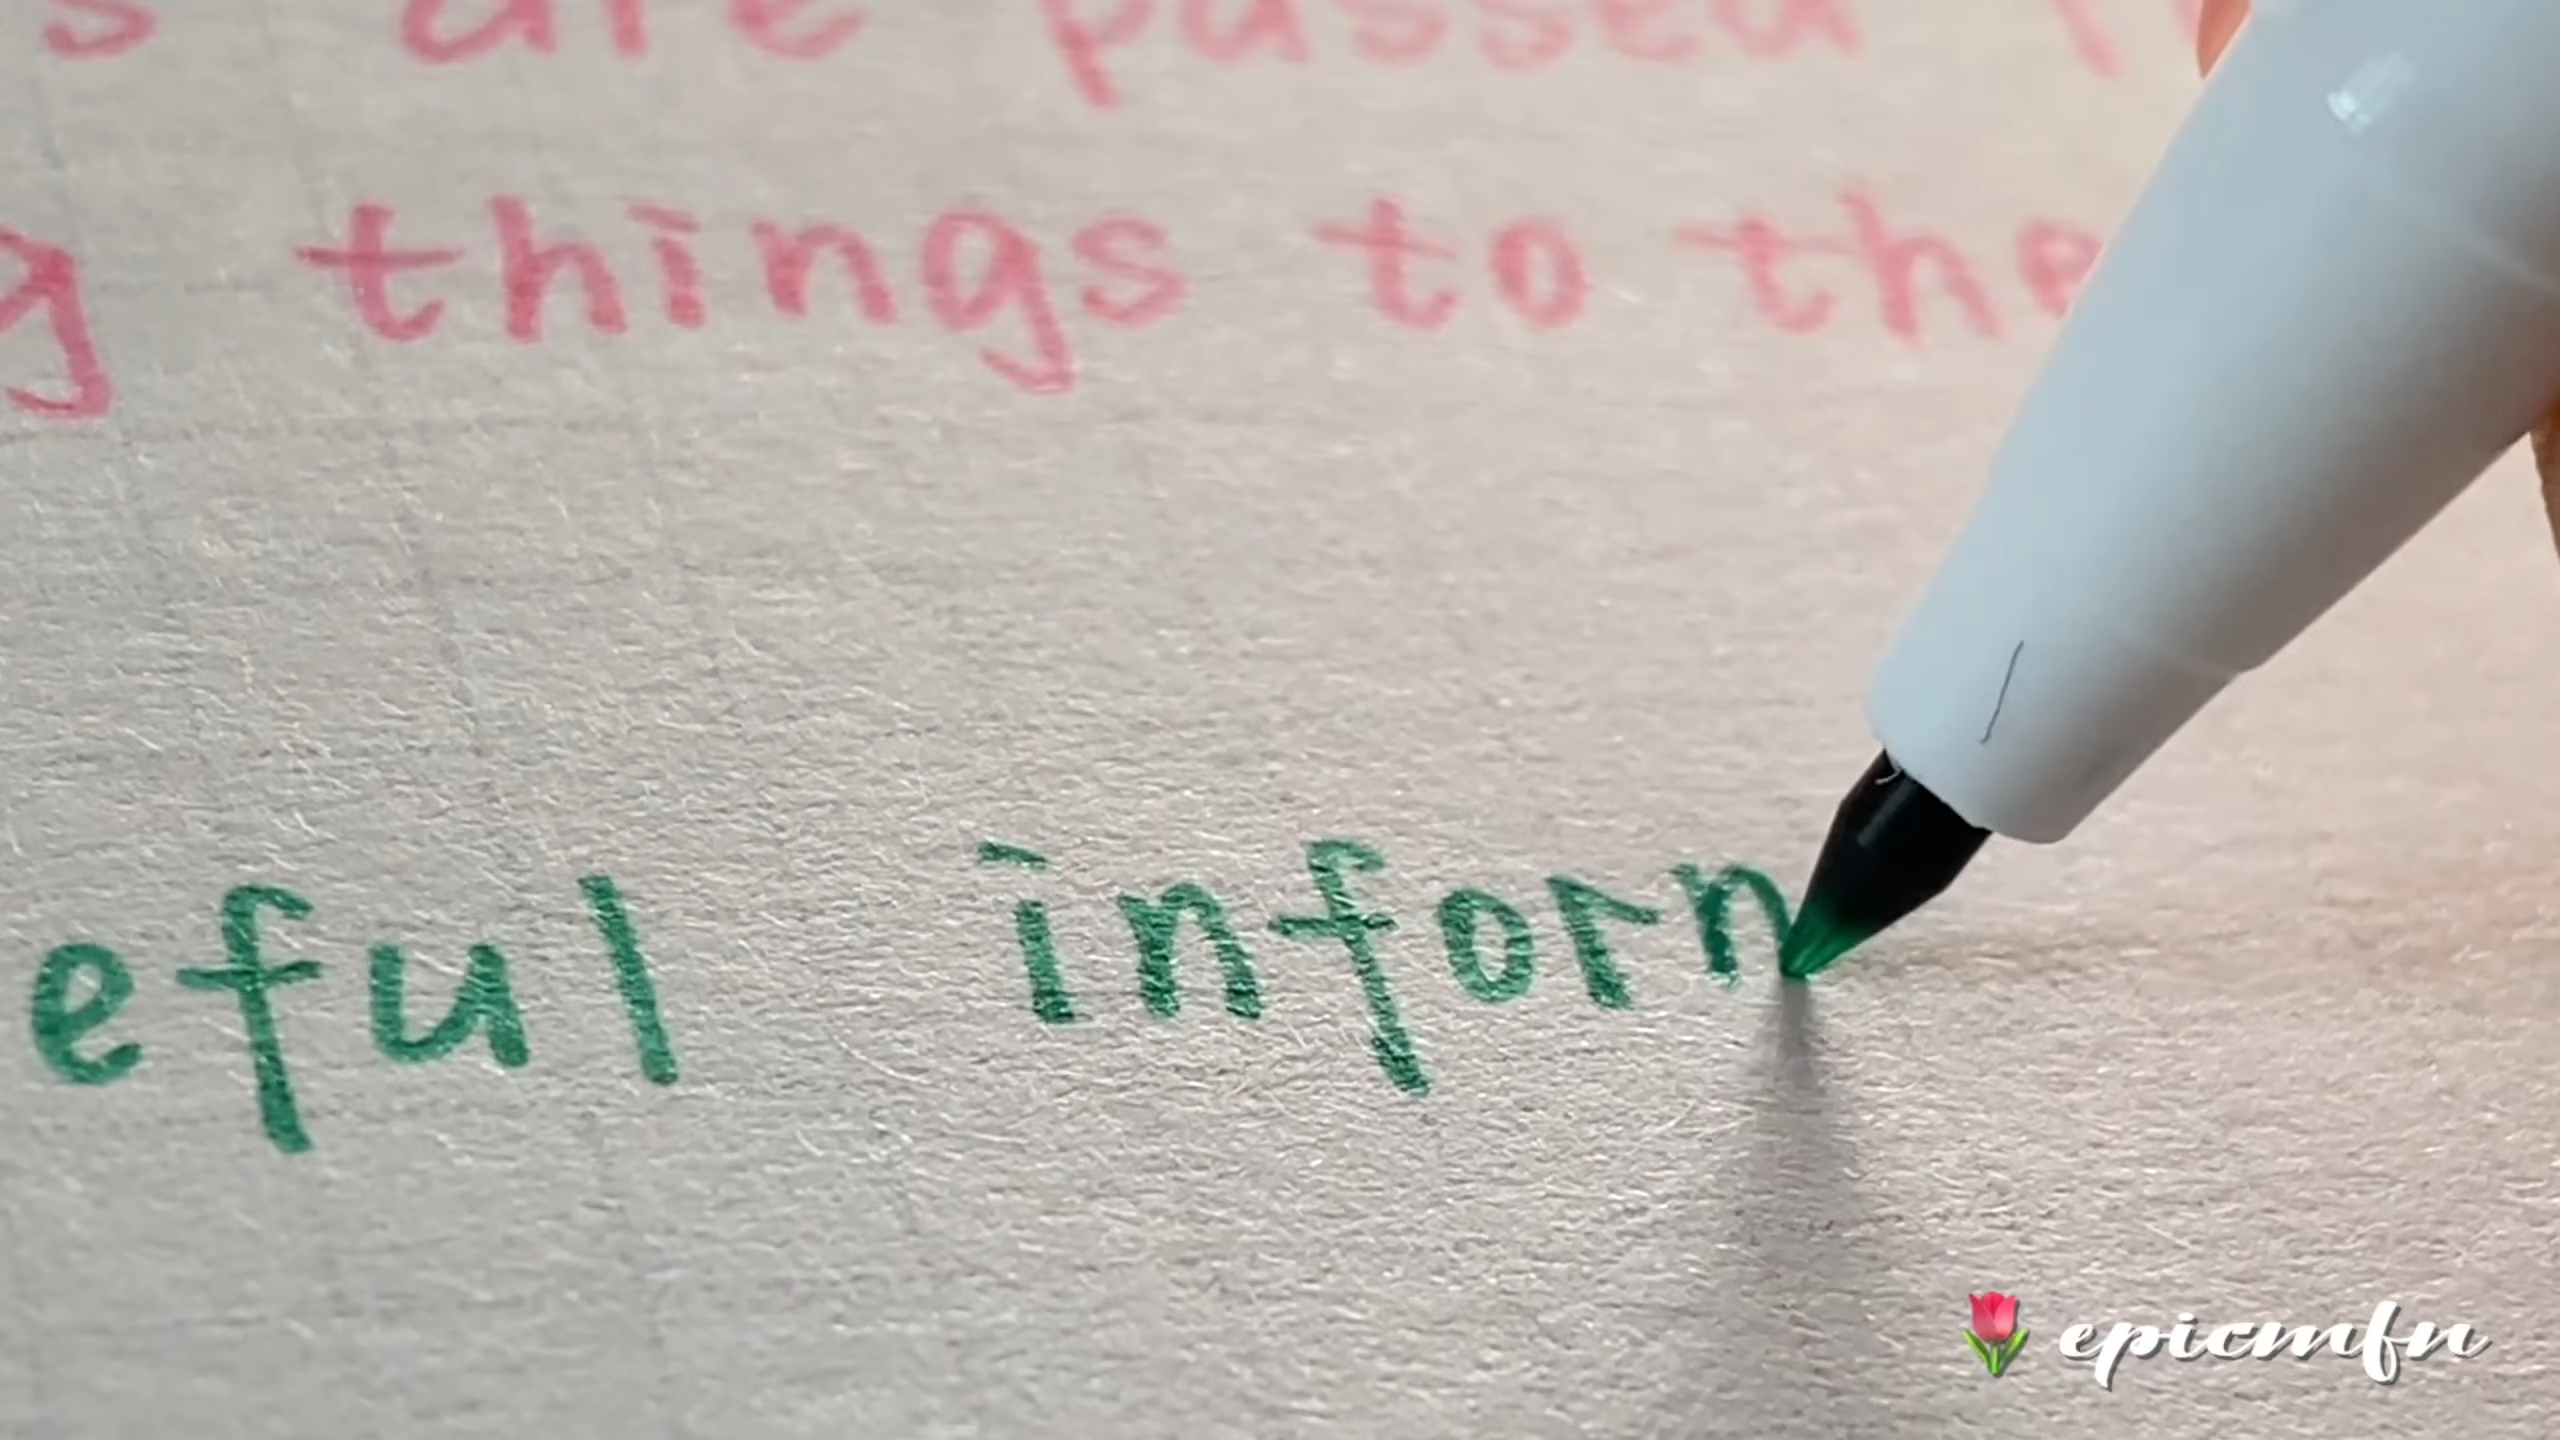 s are passed
g things to the
eful inforn
epicmfn